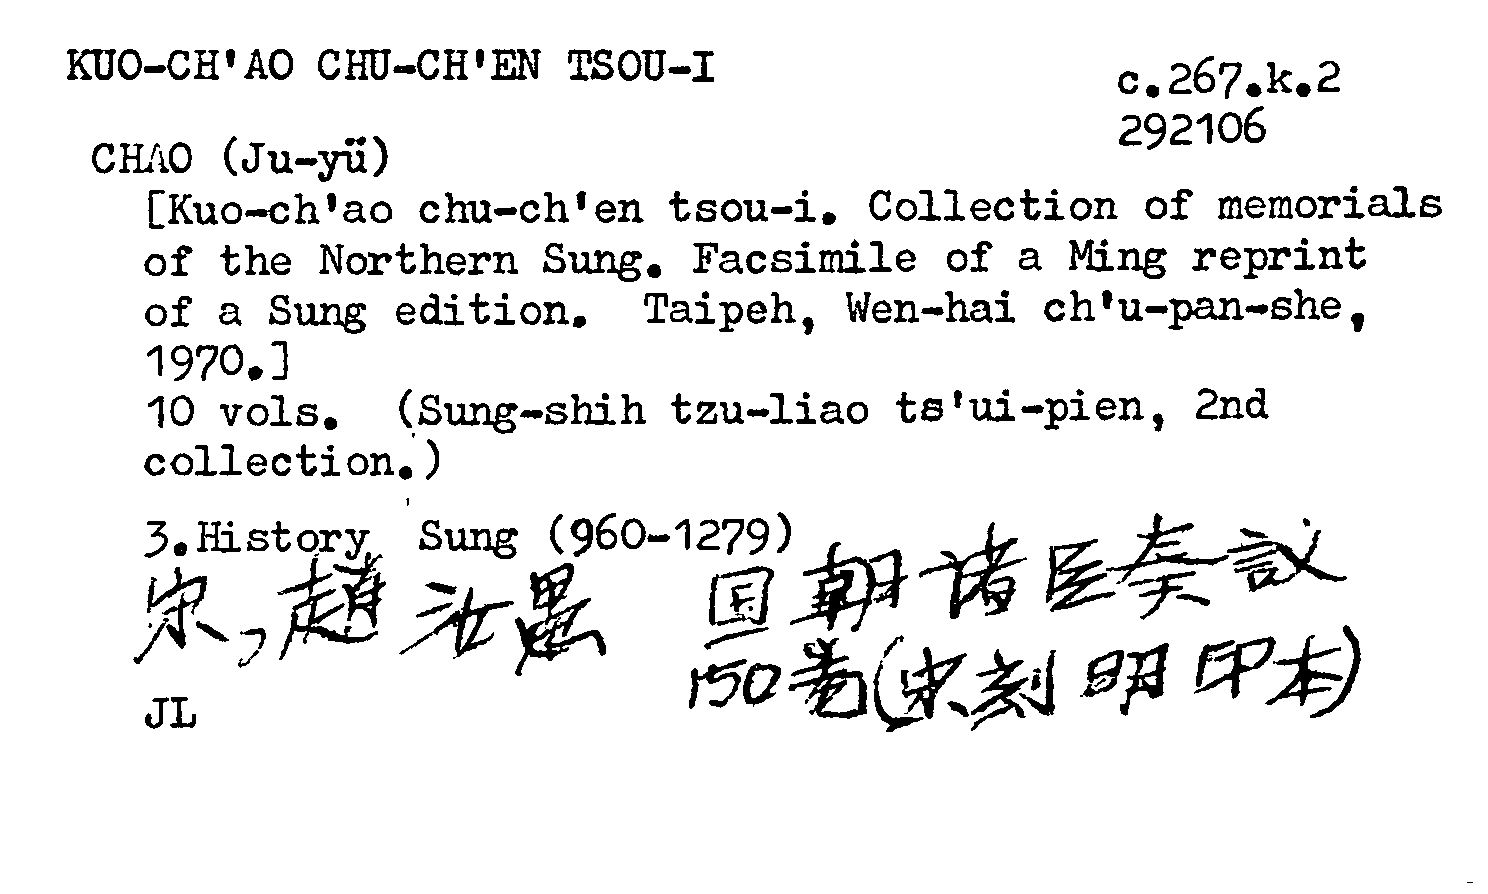 KUO-CH'AO CHU-CH'EN TSOU-I
c.267.k.2
292106
CHAO (Ju-yü)
[Kuo-ch'ao chu-ch'en tsou-i. Collection of memorials
of the Northern Sung. Facsimile of a Ming reprint
of a Sung edition. Taipeh, Wen-hai ch'u-pan-she,
1970.]
10 vols. (Sung-shih tzu-liao ts'ui-pien, 2nd
collection.)
3.History, Sung (960-1279)
宋,趙汝愚 国朝诸臣奏议
150卷(宋刻明印本)
JL